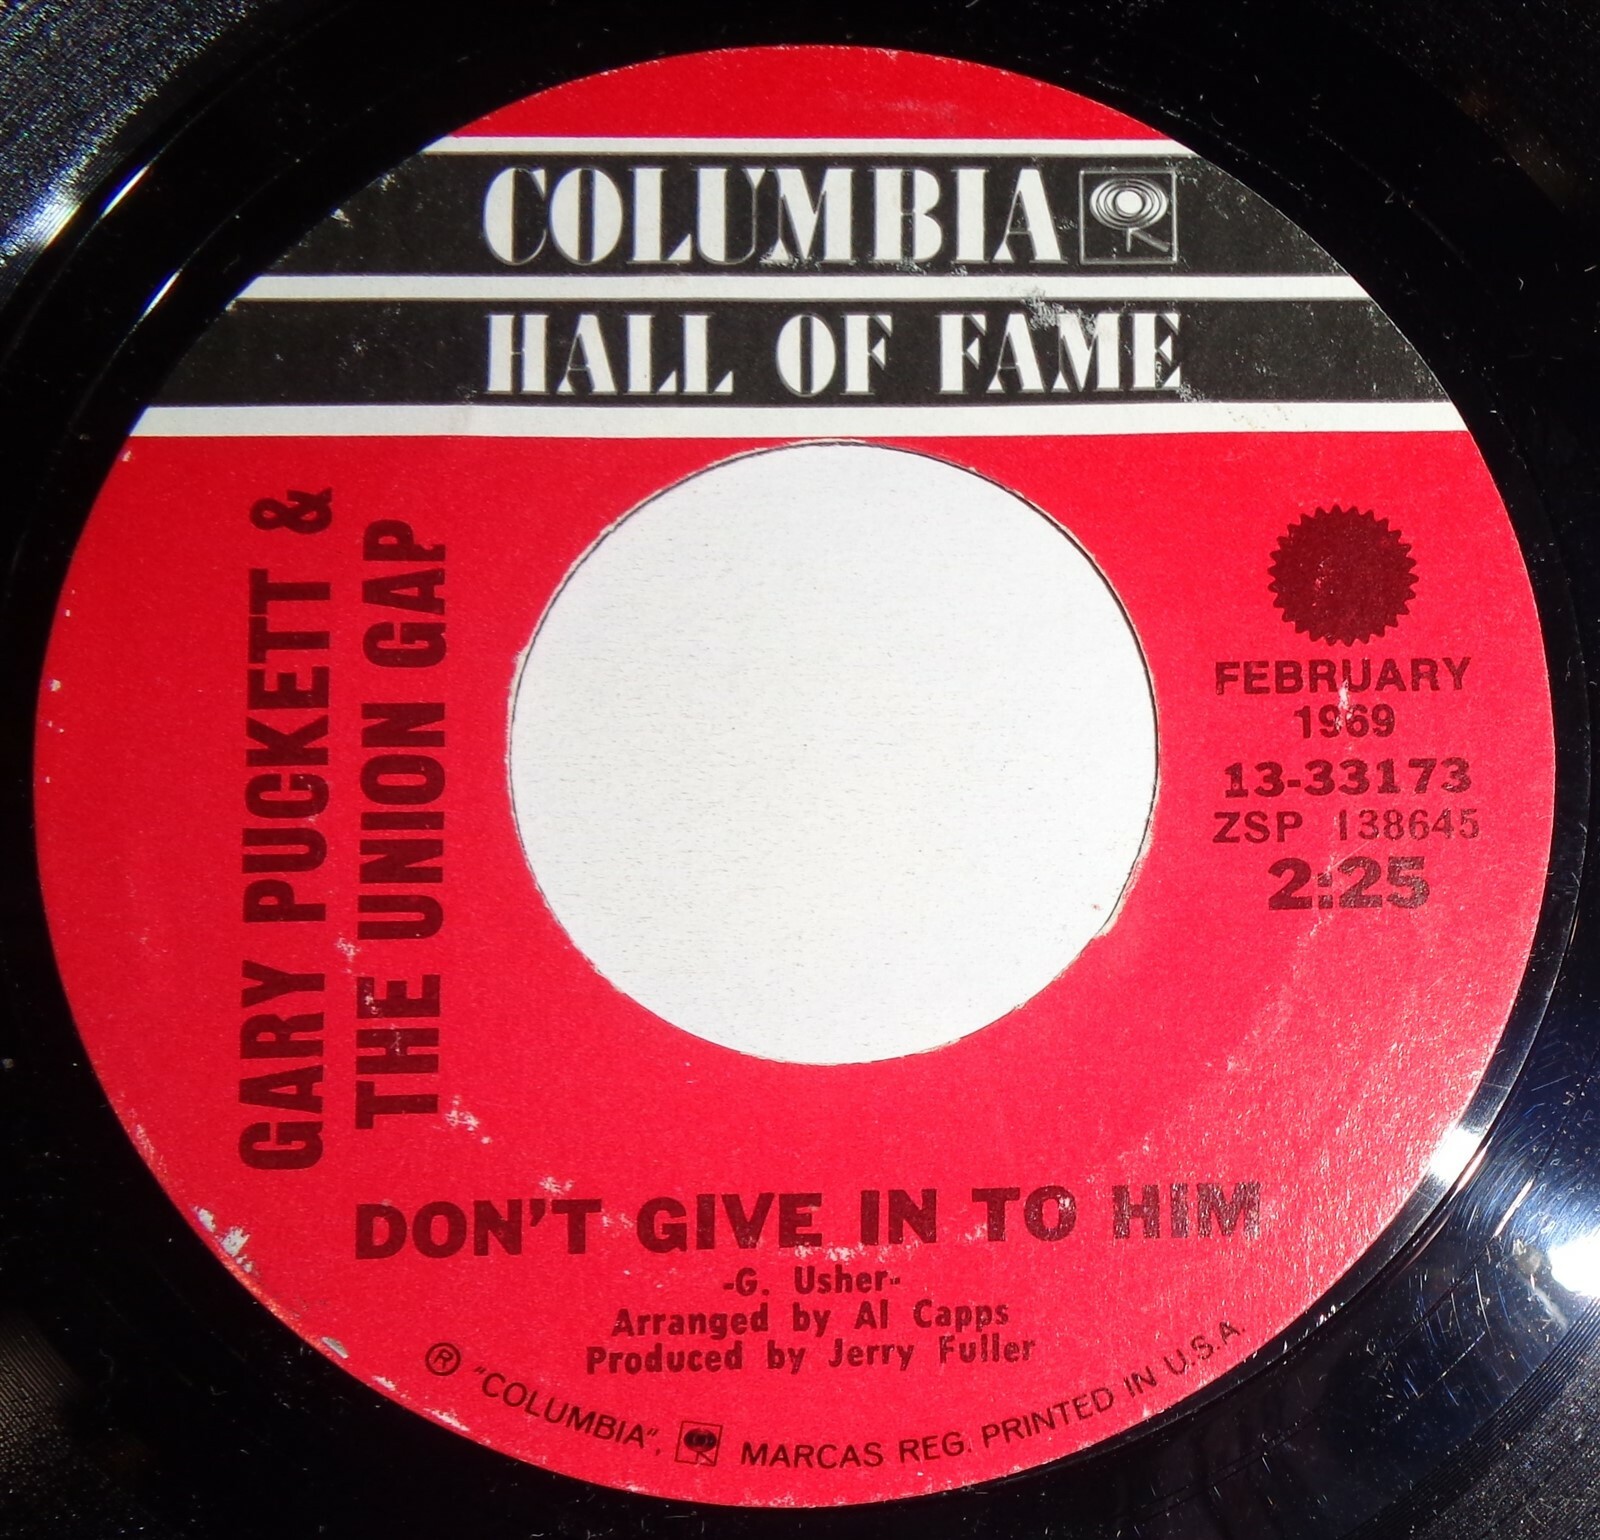 COLUMBIA
HALL OF FAME
GARY PUCKETT &
THE UNION GAP
FEBRUARY
1969
13-33173
ZSP 138645
2:25
DON'T GIVE IN TO HIM
-G. Usher-
Arranged by Al Capps
Produced by Jerry Fuller
® "COLUMBIA", MARCAS REG. PRINTED IN U.S.A.